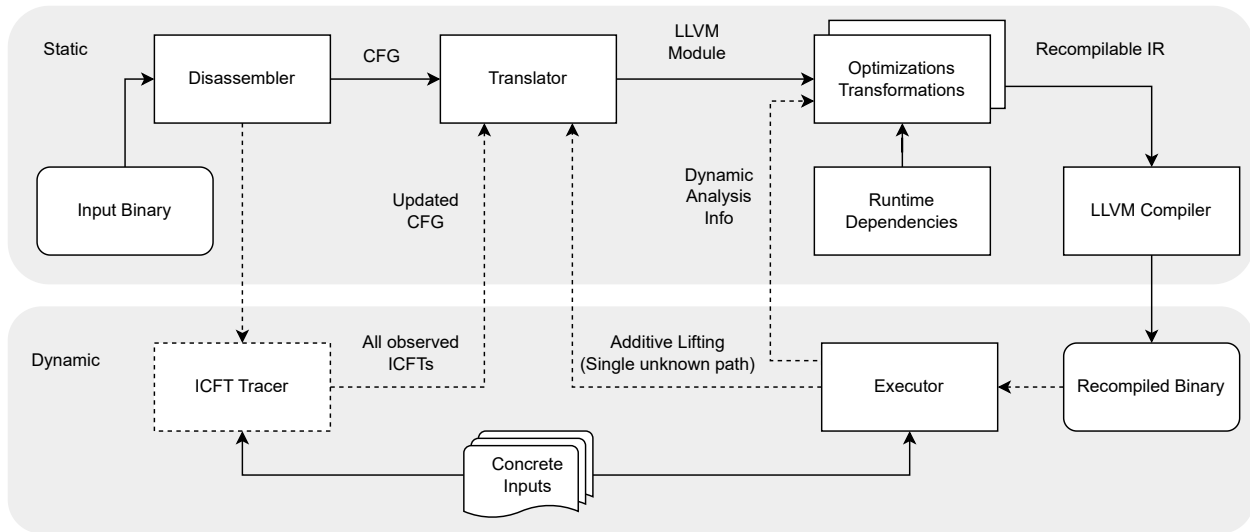 Static
Disassembler
CFG
Translator
LLVM
Module
Optimizations
Transformations
Recompilable IR
Input Binary
Updated
CFG
Dynamic
Analysis
Info
Runtime
Dependencies
LLVM Compiler
Dynamic
ICFT Tracer
All observed
ICFTs
Additive Lifting
(Single unknown path)
Executor
Recompiled Binary
Concrete
Inputs